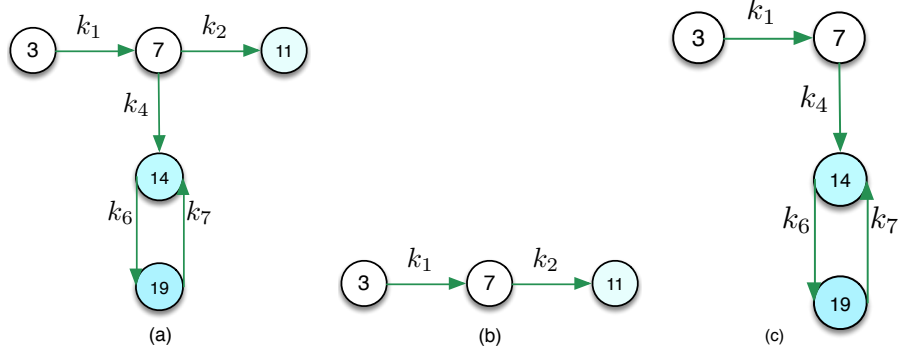 3 k₁ 7 k₂ 11
k₄
14
k₆ k₇
19
(a)
3 k₁ 7 k₂ 11
(b)
3 k₁ 7
k₄
14
k₆ k₇
19
(c)